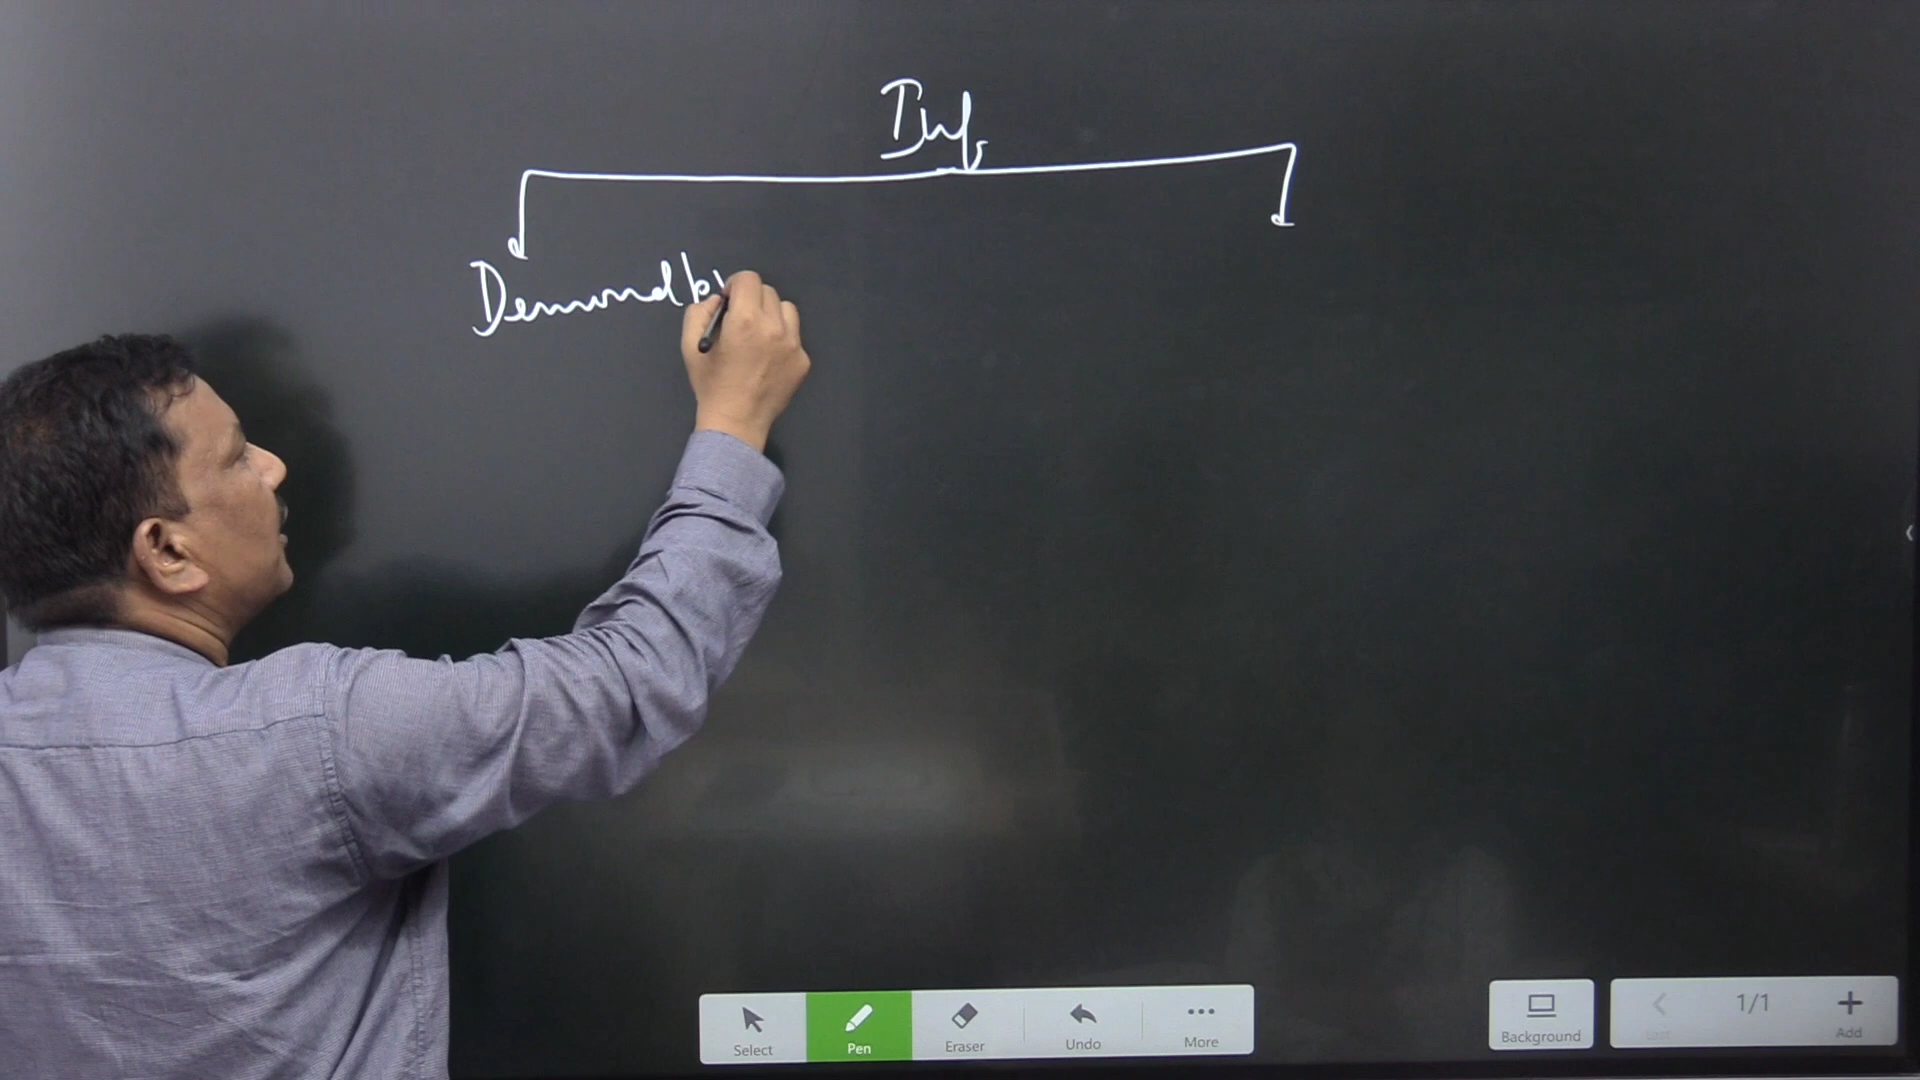 Inf
Demand
Select
Pen
Eraser
Undo
More
Background
1/1
Add